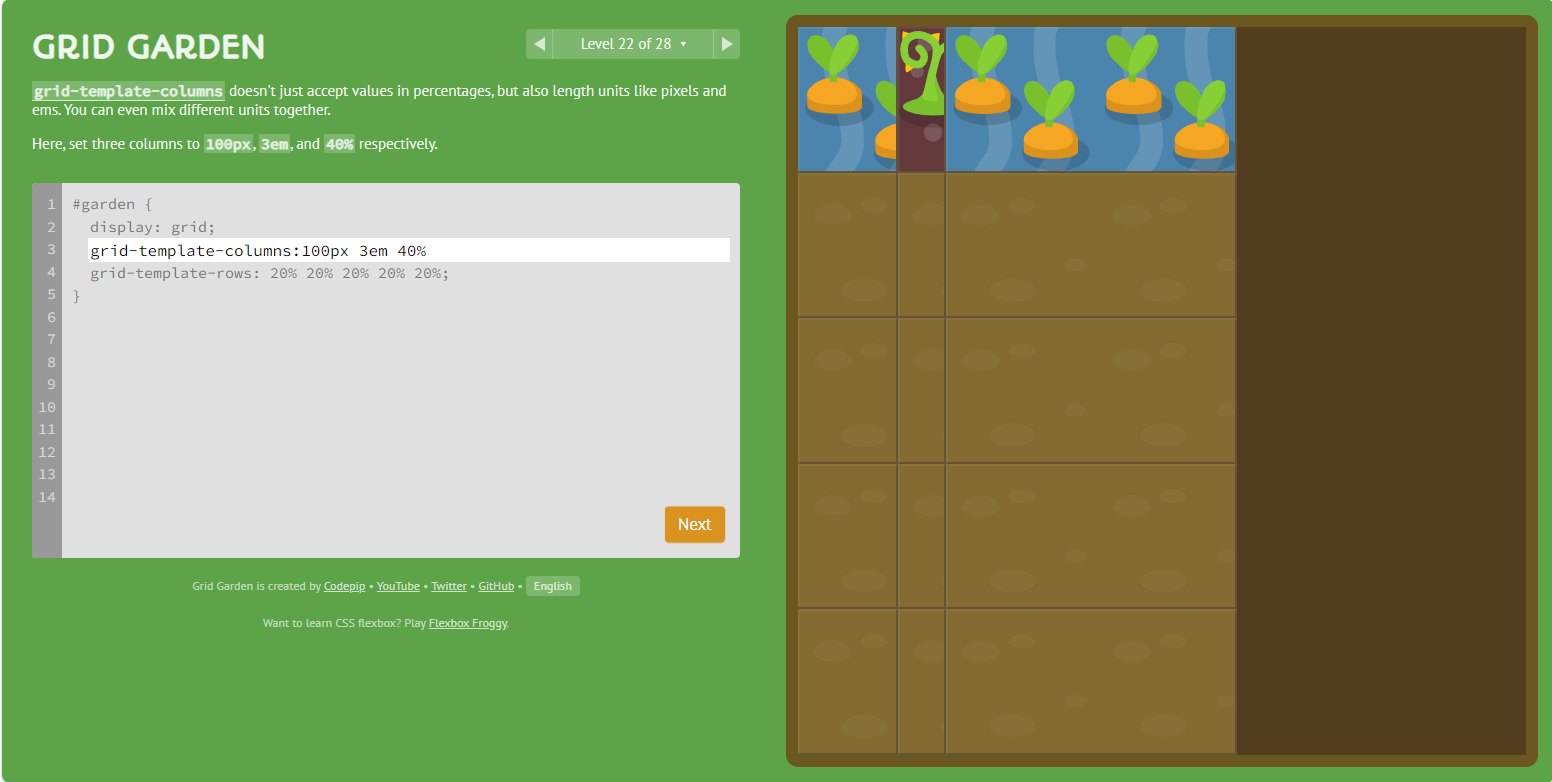 GRID GARDEN
◀ Level 22 of 28 ▾ ▶
grid-template-columns doesn't just accept values in percentages, but also length units like pixels and
ems. You can even mix different units together.
Here, set three columns to 100px, 3em, and 40% respectively.
1 #garden {
2 display: grid;
3 grid-template-columns:100px 3em 40%
4 grid-template-rows: 20% 20% 20% 20% 20%;
5 }
6
7
8
9
10
11
12
13
14
Next
Grid Garden is created by Codepip • YouTube • Twitter • GitHub • English
Want to learn CSS flexbox? Play Flexbox Froggy.